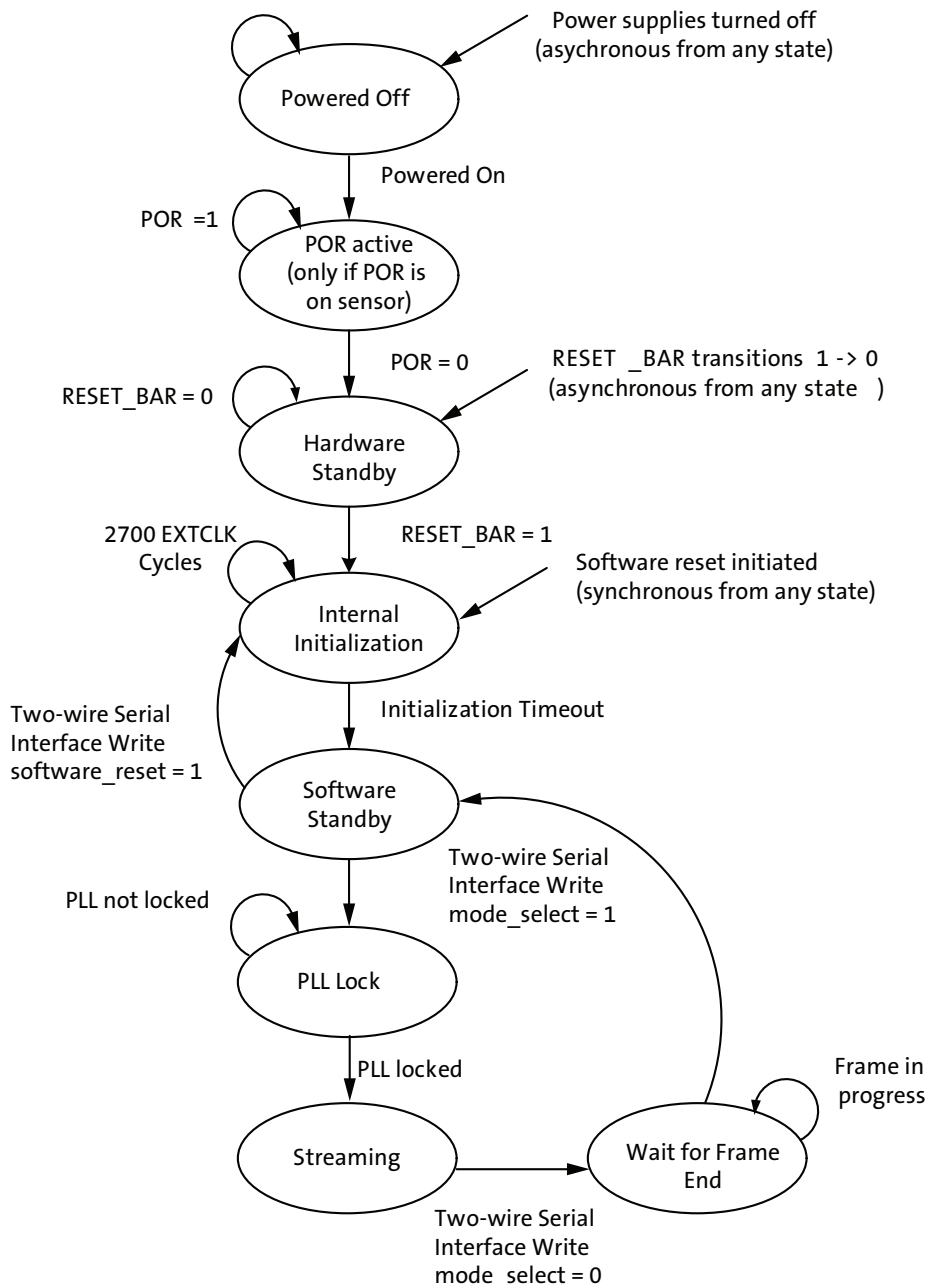 Power supplies turned off
(asychronous from any state)
Powered Off
Powered On
POR =1
POR active
(only if POR is
on sensor)
POR = 0
RESET _BAR transitions 1 -> 0
(asynchronous from any state )
RESET_BAR = 0
Hardware
Standby
2700 EXTCLK
Cycles
RESET_BAR = 1
Software reset initiated
(synchronous from any state)
Internal
Initialization
Two-wire Serial
Interface Write
software_reset = 1
Initialization Timeout
Software
Standby
Two-wire Serial
Interface Write
mode_select = 1
PLL not locked
PLL Lock
PLL locked
Frame in
progress
Streaming
Wait for Frame
End
Two-wire Serial
Interface Write
mode_select = 0